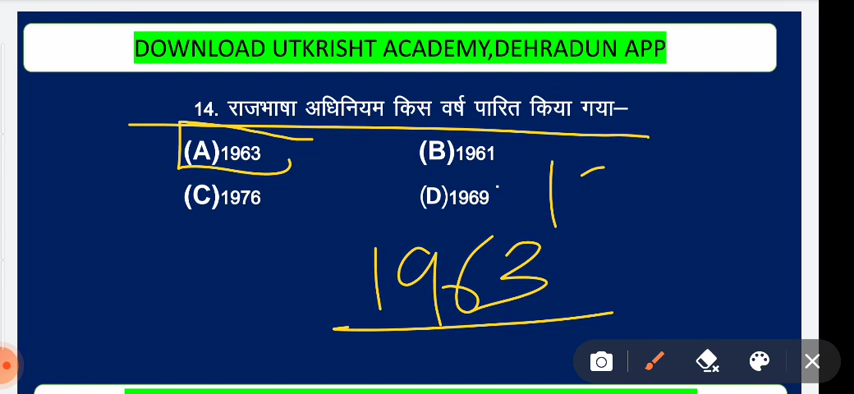 DOWNLOAD UTKRISHT ACADEMY,DEHRADUN APP
14. राजभाषा अधिनियम किस वर्ष पारित किया गया–
(A)1963 (B)1961
(C)1976 (D)1969
1963